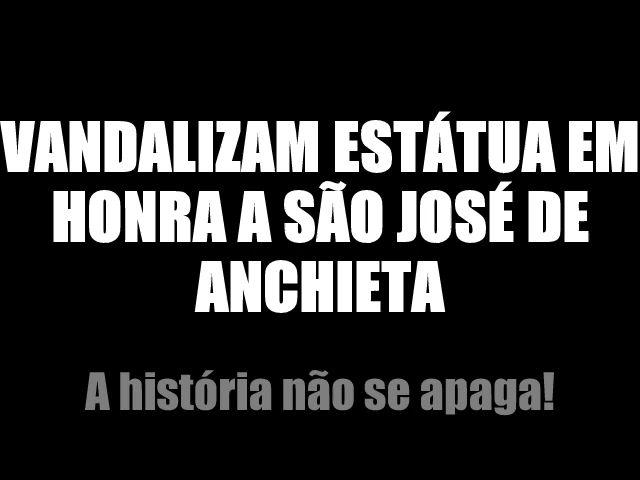 VANDALIZAM ESTÁTUA EM
HONRA A SÃO JOSÉ DE
ANCHIETA
A história não se apaga!